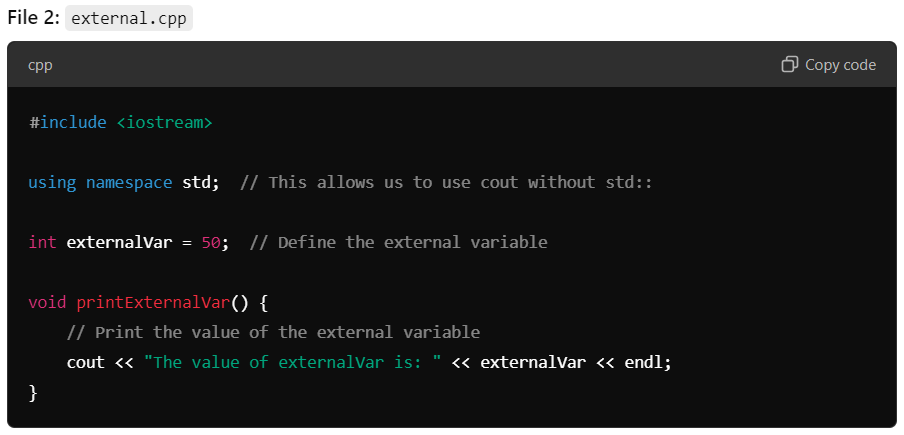 File 2: external.cpp
cpp
Copy code
#include <iostream>
using namespace std;  // This allows us to use cout without std::
int externalVar = 50;  // Define the external variable
void printExternalVar() {
    // Print the value of the external variable
    cout << "The value of externalVar is: " << externalVar << endl;
}